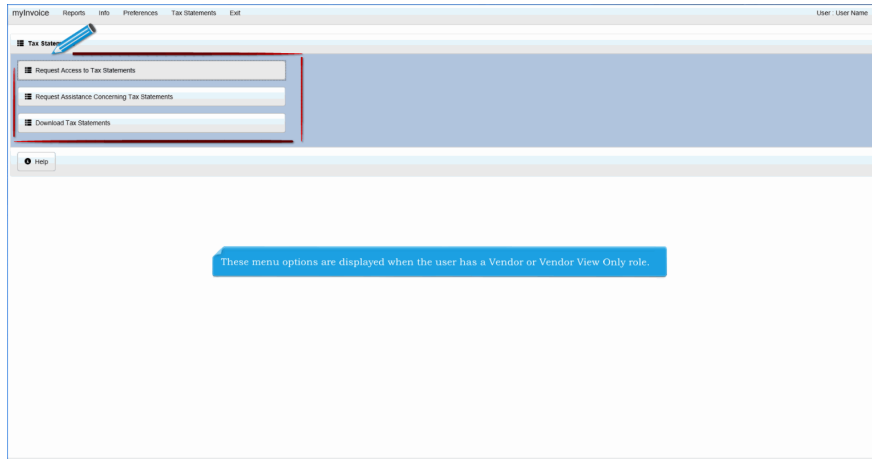 myInvoice Reports Info Preferences Tax Statements Exit User : User Name
Tax
Request Access to Tax Statements
Request Assistance Concerning Tax Statements
Download Tax Statements
Help
These menu options are displayed when the user has a Vendor or Vendor View Only role.